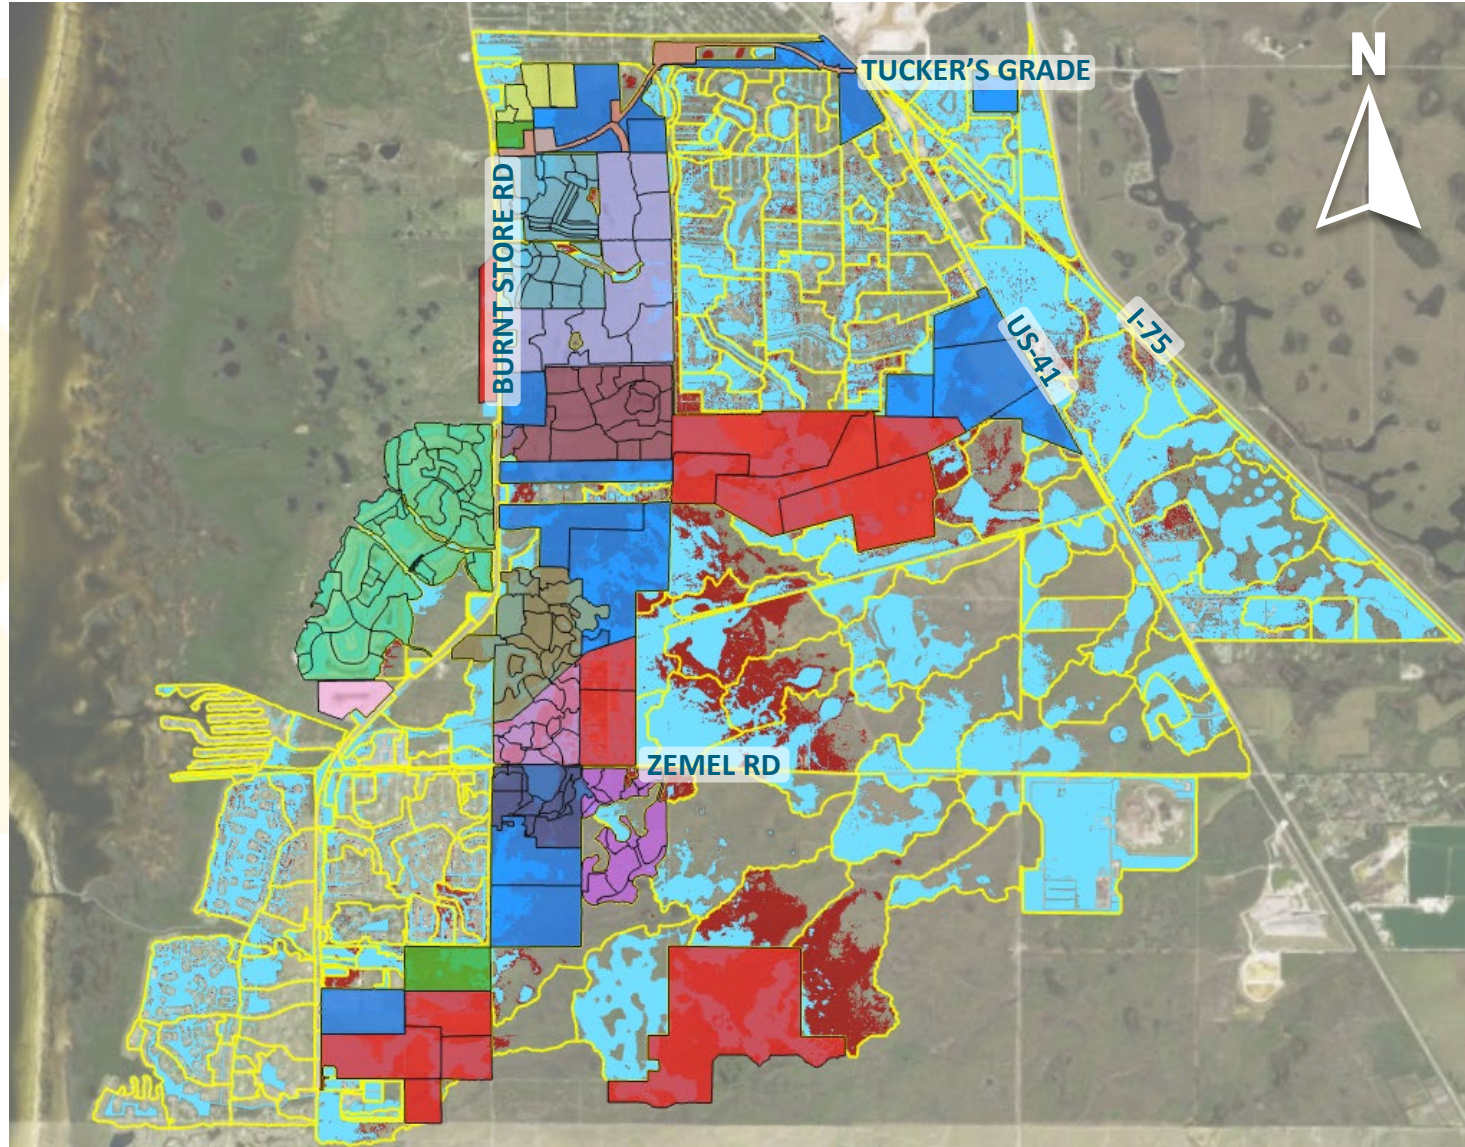 N
TUCKER'S GRADE
BURNT STORE RD
US-41
I-75
ZEMEL RD